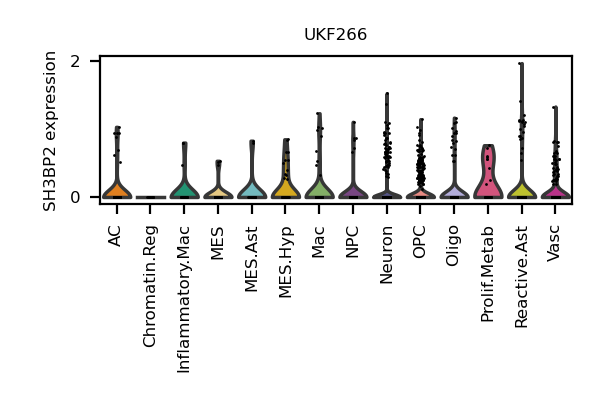 UKF266
SH3BP2 expression
2
1
0
AC
Chromatin.Reg
Inflammatory.Mac
MES
MES.Ast
MES.Hyp
Mac
NPC
Neuron
OPC
Oligo
Prolif.Metab
Reactive.Ast
Vasc